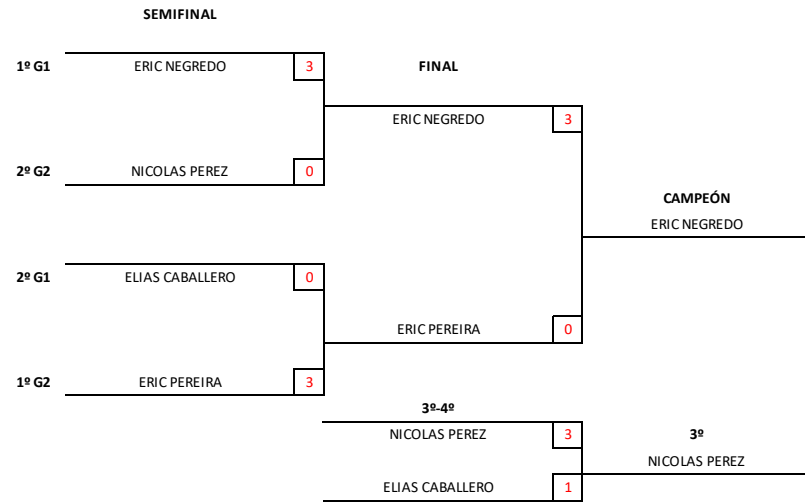 SEMIFINAL
1º G1 ERIC NEGREDO 3 FINAL
ERIC NEGREDO 3
2º G2 NICOLAS PEREZ 0
CAMPEÓN
ERIC NEGREDO
2º G1 ELIAS CABALLERO 0
ERIC PEREIRA 0
1º G2 ERIC PEREIRA 3
3º-4º
NICOLAS PEREZ 3 3º
NICOLAS PEREZ
ELIAS CABALLERO 1